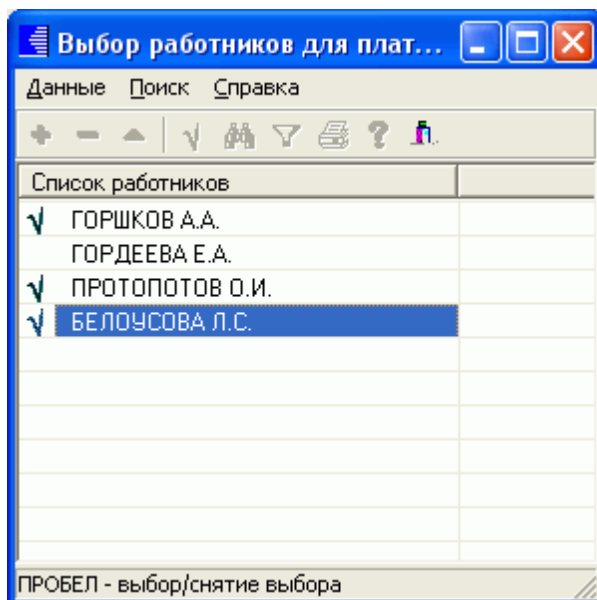 Выбор работников для плат...
Данные Поиск Справка
Список работников
ГОРШКОВ А.А.
ГОРДЕЕВА Е.А.
ПРОТОПОТОВ О.И.
БЕЛОУСОВА Л.С.
ПРОБЕЛ - выбор/снятие выбора